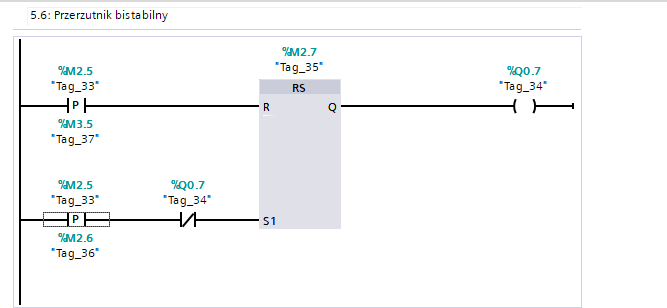 5.6: Przerzutnik bistabilny
%M2.7
"Tag_35"
%M2.5
"Tag_33"
%Q0.7
"Tag_34"
RS
P
R
Q
%M3.5
"Tag_37"
%M2.5
"Tag_33"
%Q0.7
"Tag_34"
P
S1
%M2.6
"Tag_36"